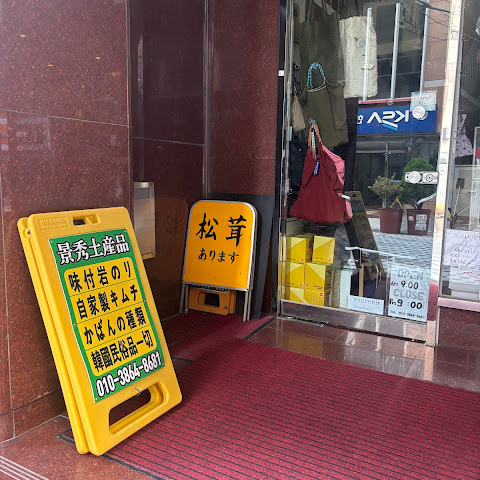 景秀土産品
味付岩のり
自家製キムチ
かばんの種類
韓國民俗品一切
010-3864-8681
松茸
あります
OPEN
9:00
CLOSE
9:00
souvenir